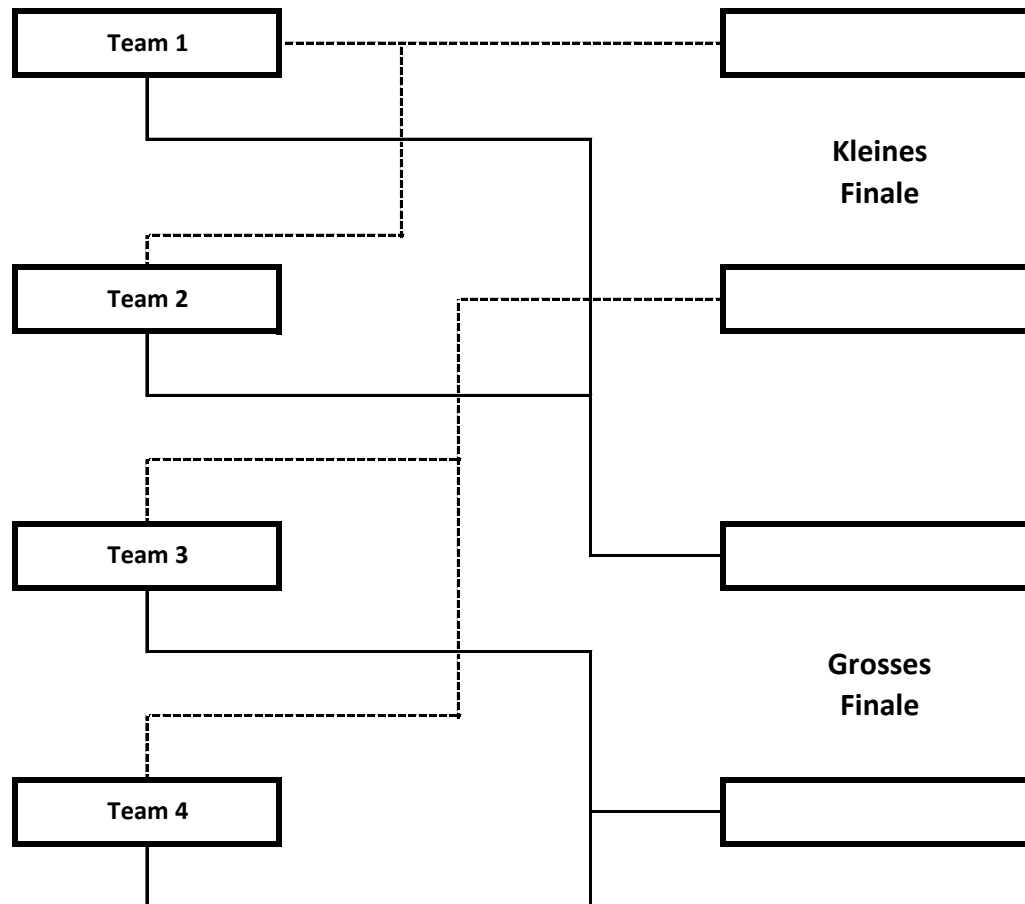 Team 1
Kleines
Finale
Team 2
Team 3
Grosses
Finale
Team 4